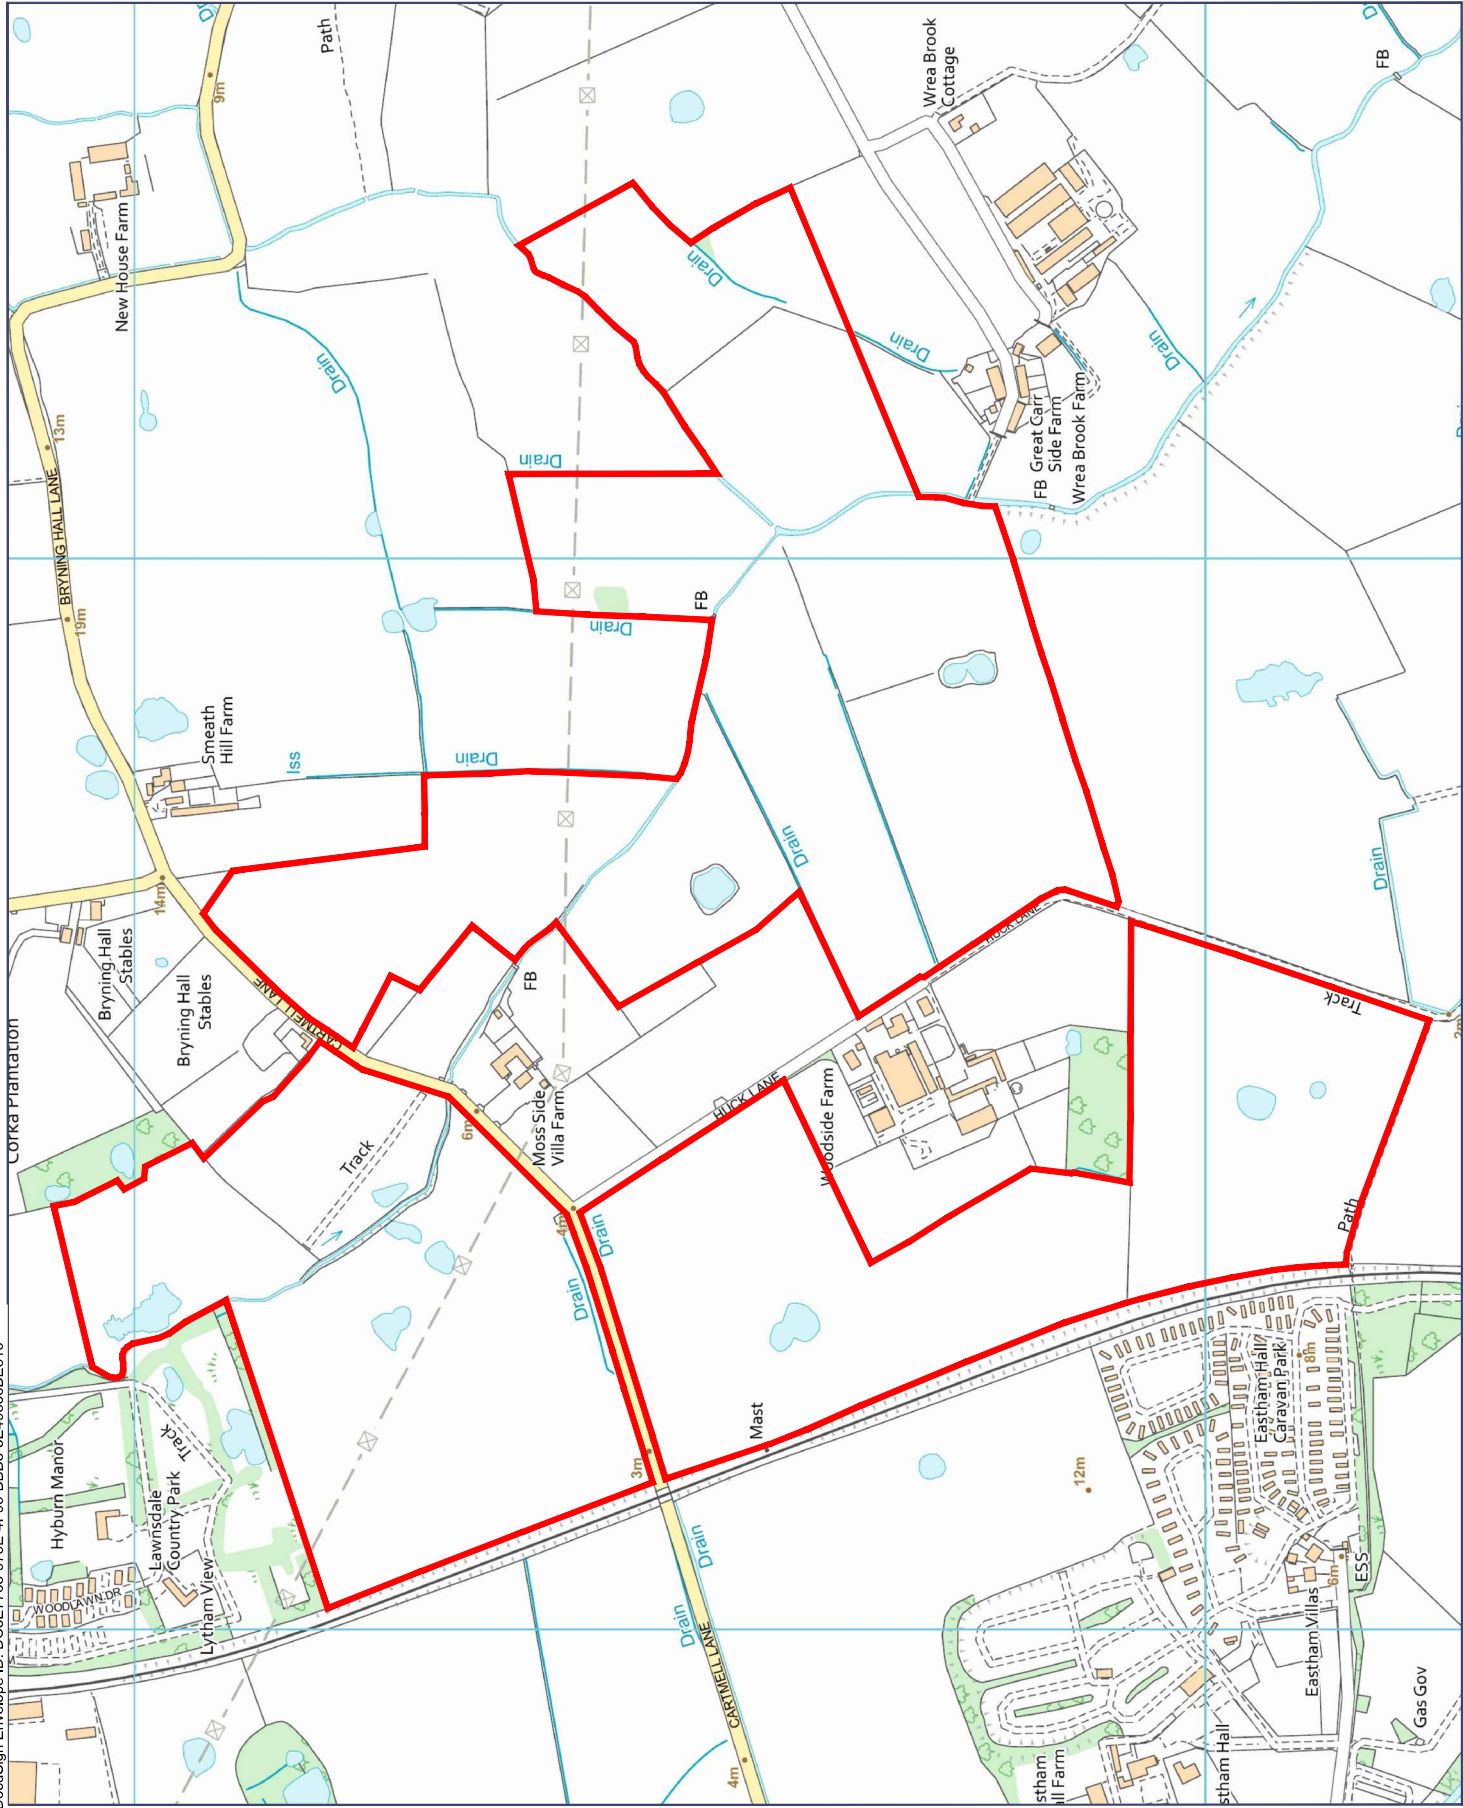 Path
9m
Wrea Brook
Cottage
FB
New House Farm
Drain
Drain
Drain
Drain
13m
BRYNING HALL LANE
19m
Drain
FB Great Carr
Side Farm
Wrea Brook Farm
FB
Drain
Smeath
Hill Farm
Iss
Drain
Drain
Drain
14m
Bryning Hall
Stables
Bryning Hall
Stables
CARTMELL LANE
FB
HUCK LANE
Track
Corka Plantation
Track
6m
Moss Side
Villa Farm
HUCK LANE
Woodside Farm
4m
Drain
Drain
Path
Hyburn Manor
Track
Lawnsdale
Country Park
WOODLAWN DR
Lytham View
3m
Mast
12m
Eastham Hall
Caravan Park
8m
Drain
Drain
CARTMELL LANE
4m
6m
ESS
Eastham Villas
Gas Gov